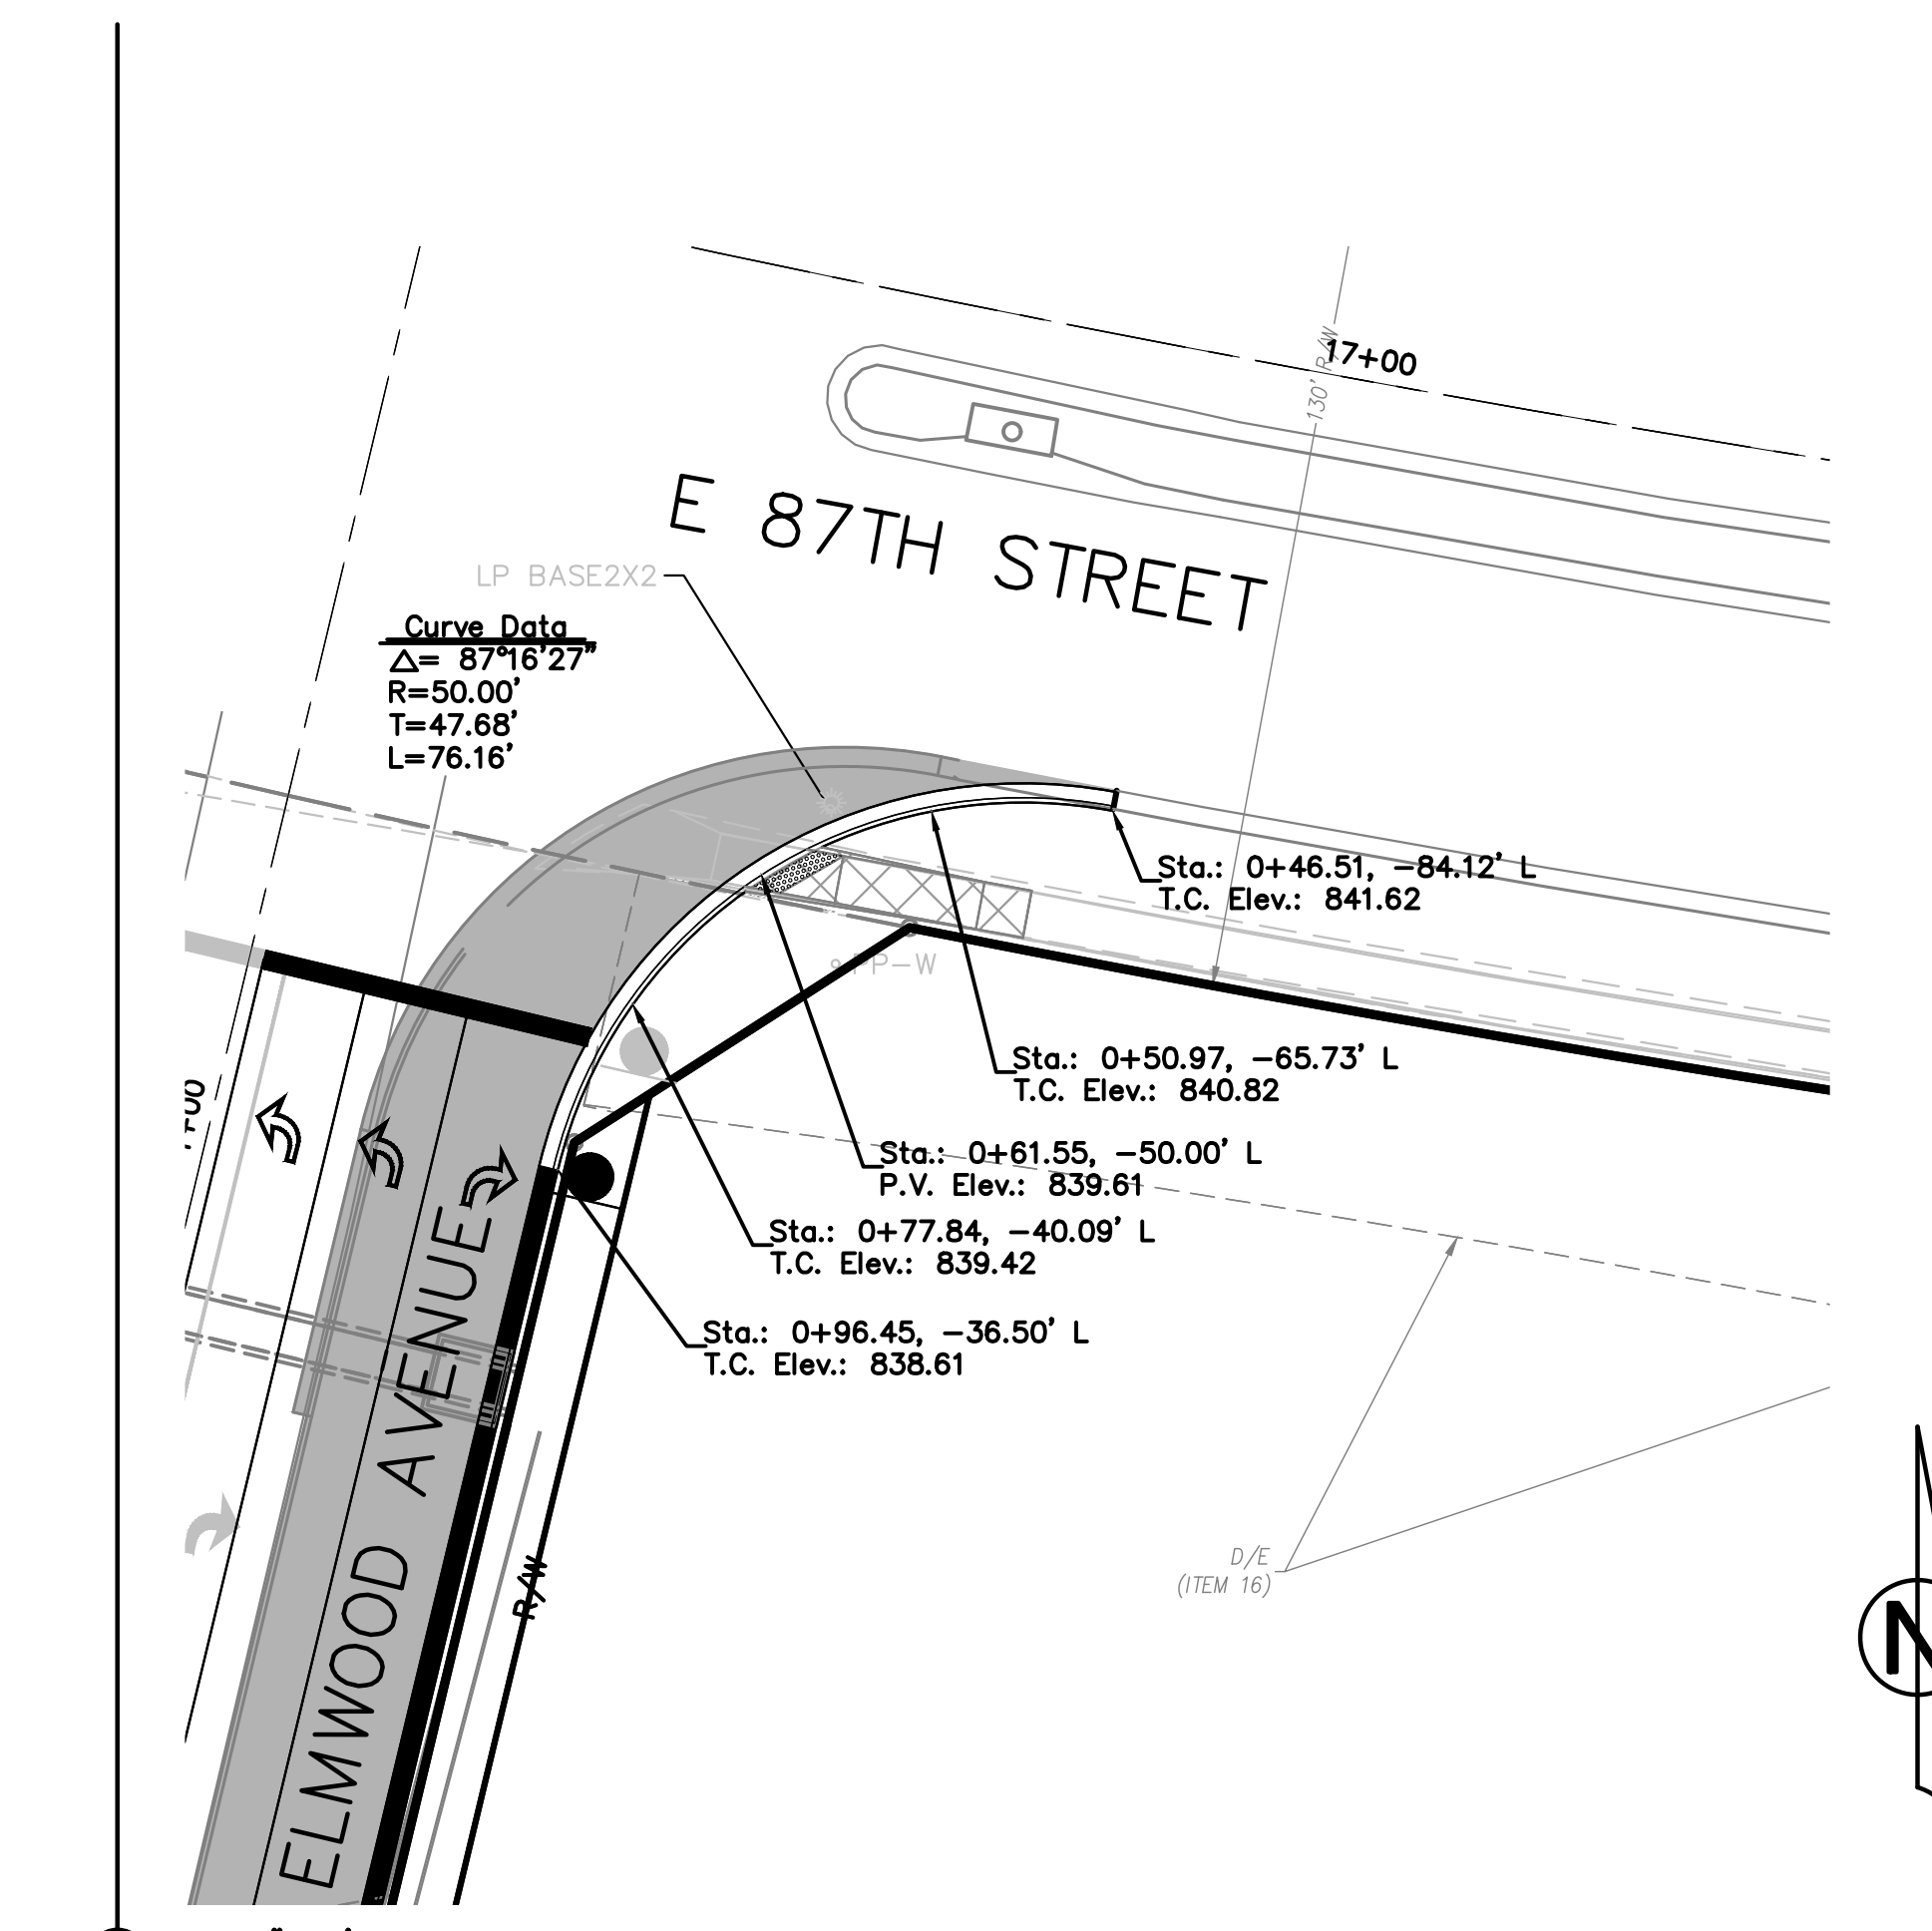 17+00
130' R/W
E 87TH STREET
LP BASE2X2
Curve Data
△= 87°16'27"
R=50.00'
T=47.68'
L=76.16'
Sta.: 0+46.51, -84.12' L
T.C. Elev.: 841.62
PP-W
Sta.: 0+50.97, -65.73' L
T.C. Elev.: 840.82
Sta.: 0+61.55, -50.00' L
P.V. Elev.: 839.61
Sta.: 0+77.84, -40.09' L
T.C. Elev.: 839.42
Sta.: 0+96.45, -36.50' L
T.C. Elev.: 838.61
ELMWOOD AVENUE
R/W
D/E
(ITEM 16)
N